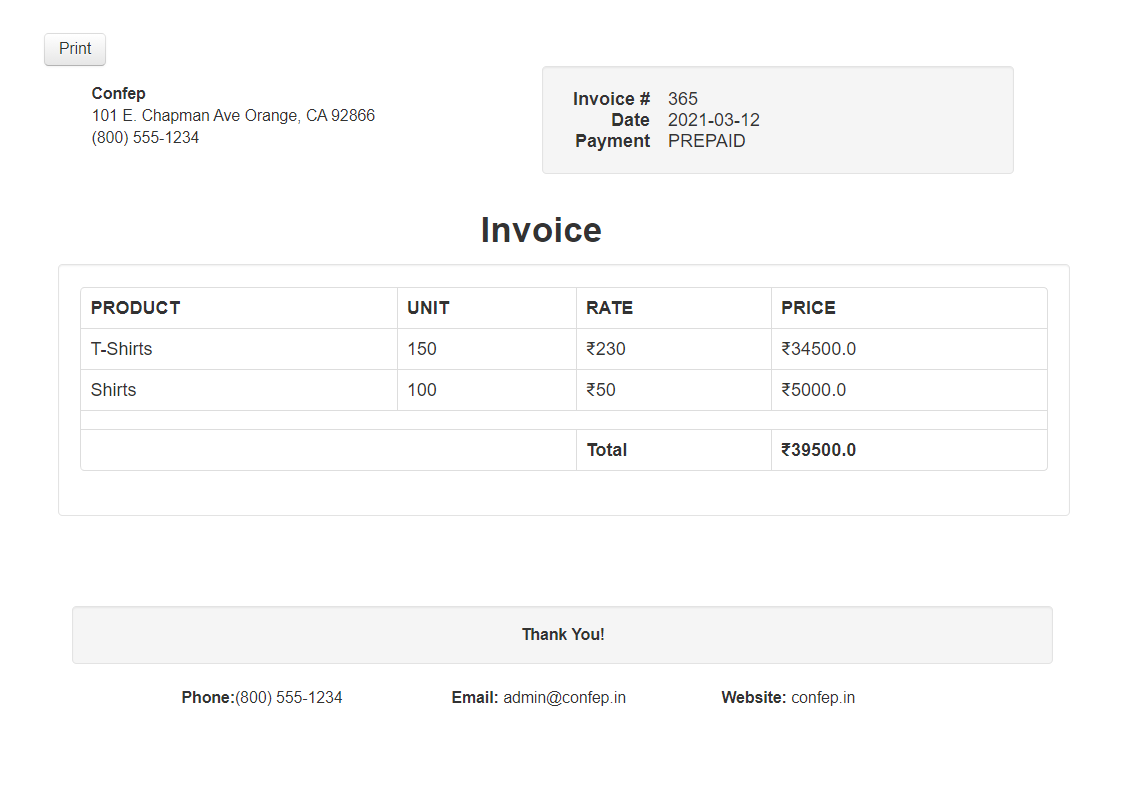 Print
Confep
101 E. Chapman Ave Orange, CA 92866
(800) 555-1234
Invoice # 365
Date 2021-03-12
Payment PREPAID
Invoice
PRODUCT UNIT RATE PRICE
T-Shirts 150 ₹230 ₹34500.0
Shirts 100 ₹50 ₹5000.0
Total ₹39500.0
Thank You!
Phone:(800) 555-1234 Email: admin@confep.in Website: confep.in